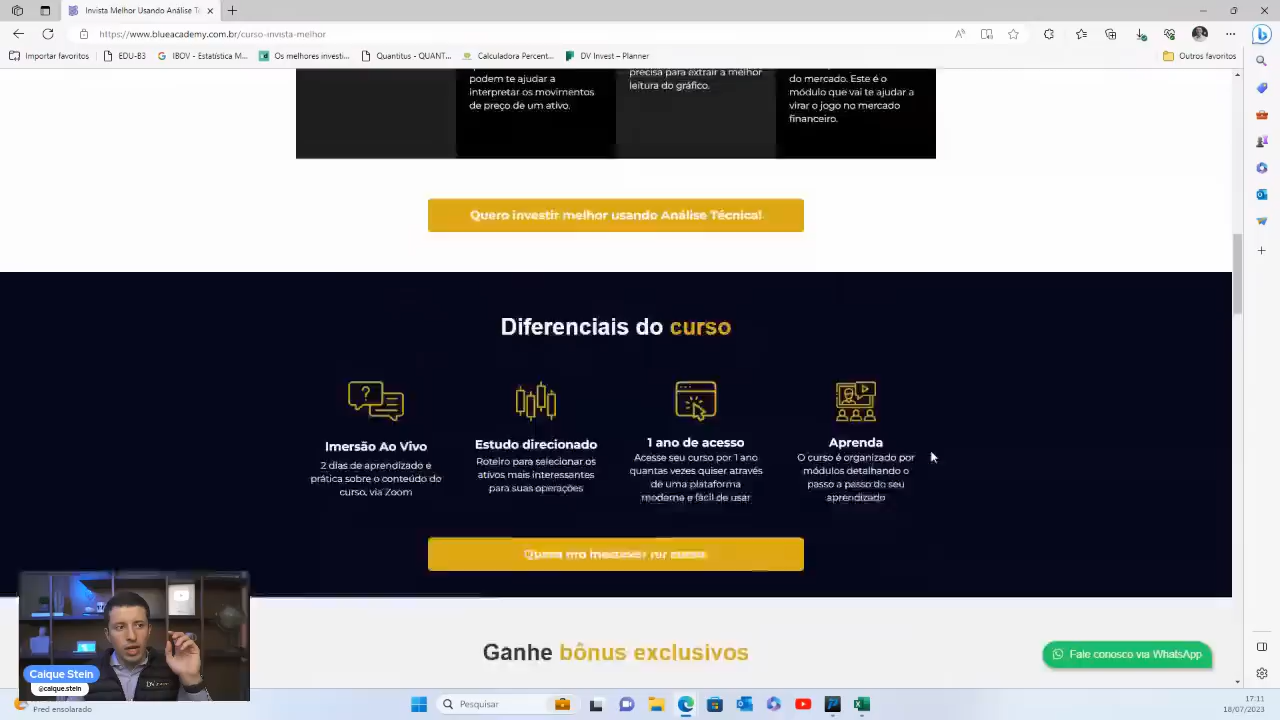 Invista Melhor Usando Análise Té
https://www.blueacademy.com.br/curso-invista-melhor
Importar favoritos
EDU-B3
IBOV - Estatística M...
Os melhores invest...
Quantitus - QUANT...
Calculadora Percent...
DV Invest – Planner
Outros favoritos
podem te ajudar a
interpretar os movimentos
de preço de um ativo.
precisa para extrair a melhor
leitura do gráfico.
do mercado. Este é o
módulo que vai te ajudar a
virar o jogo no mercado
financeiro.
Quero investir melhor usando Análise Técnica!
Diferenciais do curso
Imersão Ao Vivo
2 dias de aprendizado e
prática sobre o conteúdo do
curso, via Zoom
Estudo direcionado
Roteiro para selecionar os
ativos mais interessantes
para suas operações
1 ano de acesso
Acesse seu curso por 1 ano
quantas vezes quiser através
de uma plataforma
moderna e fácil de usar
Aprenda
O curso é organizado por
módulos detalhando o
passo a passo do seu
aprendizado
Ganhe bônus exclusivos
Fale conosco via WhatsApp
Caique Stein
@caique.stein
Pred ensolarado
Pesquisar
17:11
18/07/2023